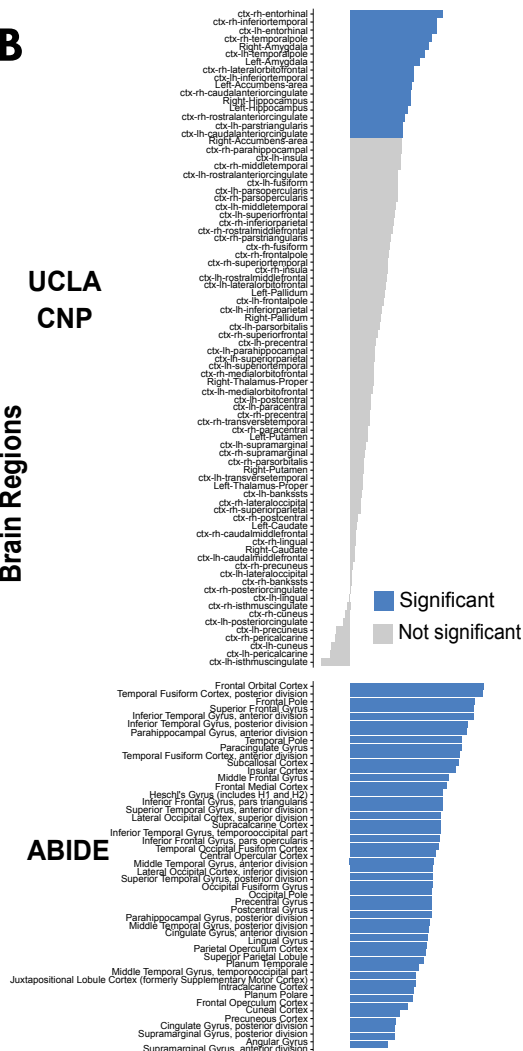 B
ctx-rh-entorhinal
ctx-rh-inferiortemporal
ctx-lh-entorhinal
ctx-rh-temporalpole
Right-Amygdala
ctx-lh-temporalpole
Left-Amygdala
ctx-rh-lateralorbitofrontal
ctx-lh-inferiortemporal
Left-Accumbens-area
ctx-rh-caudalanteriorcingulate
Right-Hippocampus
Left-Hippocampus
ctx-rh-rostralanteriorcingulate
ctx-lh-parstriangularis
ctx-lh-caudalanteriorcingulate
Right-Accumbens-area
ctx-rh-parahippocampal
ctx-lh-insula
ctx-rh-middletemporal
ctx-lh-rostralanteriorcingulate
ctx-lh-fusiform
ctx-lh-parsopercularis
ctx-rh-parsopercularis
ctx-lh-middletemporal
ctx-lh-superiorfrontal
ctx-rh-inferiorparietal
ctx-rh-rostralmiddlefrontal
ctx-rh-parstriangularis
ctx-rh-fusiform
ctx-rh-frontalpole
ctx-rh-superiortemporal
ctx-rh-insula
ctx-lh-rostralmiddlefrontal
ctx-lh-lateralorbitofrontal
Left-Pallidum
ctx-lh-frontalpole
ctx-lh-inferiorparietal
Right-Pallidum
ctx-lh-parsorbitalis
ctx-rh-superiorfrontal
ctx-lh-precentral
ctx-lh-parahippocampal
ctx-lh-superiorparietal
ctx-lh-superiortemporal
ctx-rh-medialorbitofrontal
Right-Thalamus-Proper
ctx-lh-medialorbitofrontal
ctx-lh-postcentral
ctx-lh-paracentral
ctx-rh-precentral
ctx-rh-transversetemporal
ctx-rh-paracentral
Left-Putamen
ctx-lh-supramarginal
ctx-rh-supramarginal
ctx-rh-parsorbitalis
Right-Putamen
ctx-lh-transversetemporal
Left-Thalamus-Proper
ctx-lh-bankssts
ctx-rh-lateraloccipital
ctx-rh-superiorparietal
ctx-rh-postcentral
Left-Caudate
ctx-rh-caudalmiddlefrontal
ctx-rh-lingual
Right-Caudate
ctx-lh-caudalmiddlefrontal
ctx-rh-precuneus
ctx-lh-lateraloccipital
ctx-rh-bankssts
ctx-rh-posteriorcingulate
ctx-lh-lingual
ctx-rh-isthmuscingulate
ctx-rh-cuneus
ctx-lh-posteriorcingulate
ctx-lh-precuneus
ctx-rh-pericalcarine
ctx-lh-cuneus
ctx-lh-pericalcarine
ctx-lh-isthmuscingulate
UCLA
CNP
Brain Regions
Significant
Not significant
Frontal Orbital Cortex
Temporal Fusiform Cortex, posterior division
Frontal Pole
Superior Frontal Gyrus
Inferior Temporal Gyrus, anterior division
Inferior Temporal Gyrus, posterior division
Parahippocampal Gyrus, anterior division
Temporal Pole
Paracingulate Gyrus
Temporal Fusiform Cortex, anterior division
Subcallosal Cortex
Insular Cortex
Middle Frontal Gyrus
Frontal Medial Cortex
Heschl's Gyrus (includes H1 and H2)
Inferior Frontal Gyrus, pars triangularis
Superior Temporal Gyrus, anterior division
Lateral Occipital Cortex, superior division
Supracalcarine Cortex
Inferior Temporal Gyrus, temporooccipital part
Inferior Frontal Gyrus, pars opercularis
Temporal Occipital Fusiform Cortex
Central Opercular Cortex
Middle Temporal Gyrus, anterior division
Lateral Occipital Cortex, inferior division
Superior Temporal Gyrus, posterior division
Occipital Fusiform Gyrus
Occipital Pole
Precentral Gyrus
Postcentral Gyrus
Parahippocampal Gyrus, posterior division
Middle Temporal Gyrus, posterior division
Cingulate Gyrus, anterior division
Lingual Gyrus
Parietal Operculum Cortex
Superior Parietal Lobule
Planum Temporale
Middle Temporal Gyrus, temporooccipital part
Juxtapositional Lobule Cortex (formerly Supplementary Motor Cortex)
Intracalcarine Cortex
Planum Polare
Frontal Operculum Cortex
Cuneal Cortex
Precuneous Cortex
Cingulate Gyrus, posterior division
Supramarginal Gyrus, posterior division
Angular Gyrus
Supramarginal Gyrus, anterior division
ABIDE